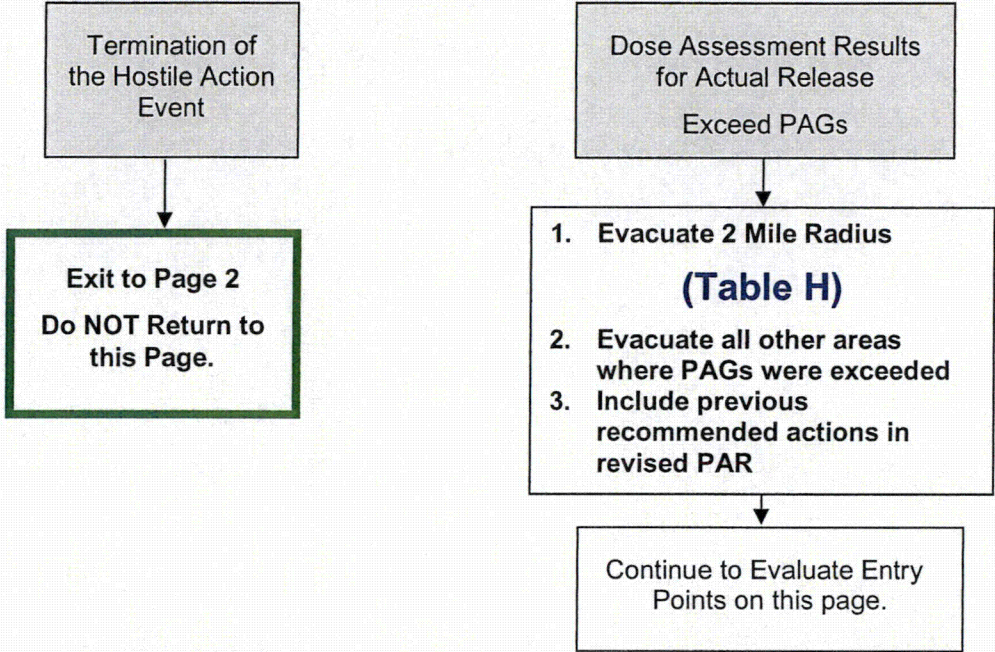 Termination of
the Hostile Action
Event
Exit to Page 2
Do NOT Return to
this Page.
Dose Assessment Results
for Actual Release
Exceed PAGs
1. Evacuate 2 Mile Radius
(Table H)
2. Evacuate all other areas
where PAGs were exceeded
3. Include previous
recommended actions in
revised PAR
Continue to Evaluate Entry
Points on this page.